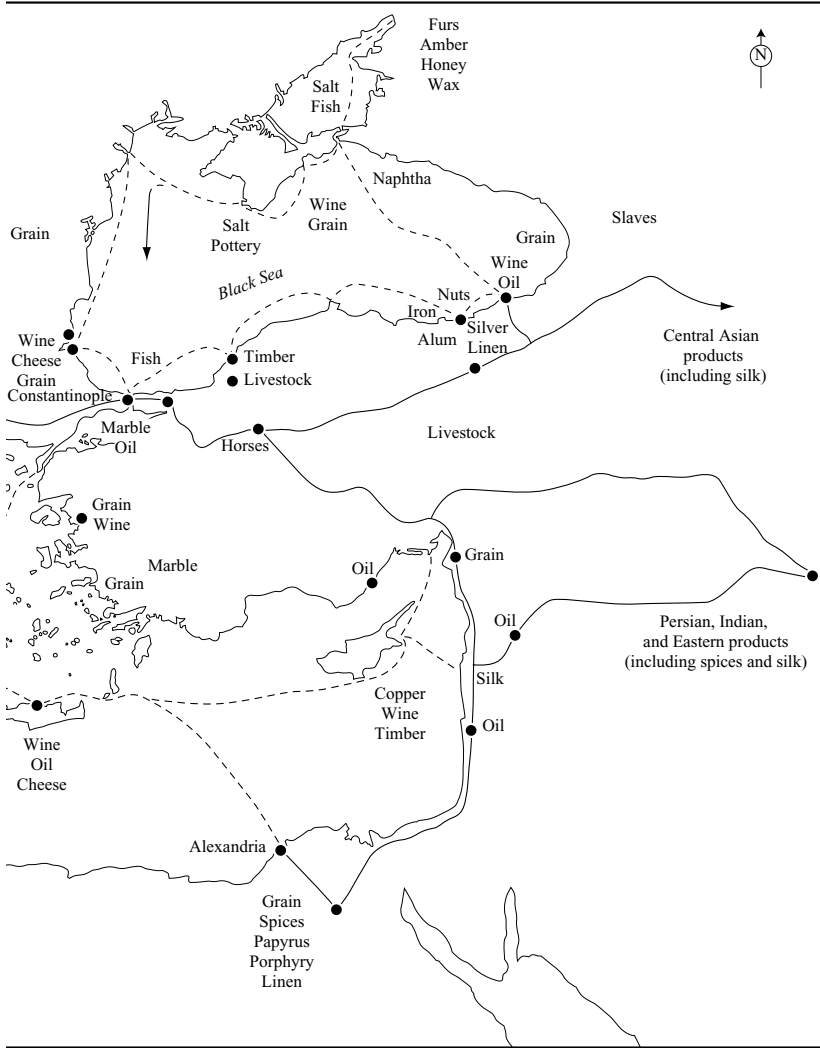 Furs
Amber
Honey
Wax
N
Salt
Fish
Naphtha
Wine
Grain
Salt
Pottery
Grain
Slaves
Grain
Wine
Oil
Black Sea
Nuts
Iron
Alum
Silver
Linen
Central Asian
products
(including silk)
Wine
Cheese
Grain
Fish
Timber
Livestock
Constantinople
Marble
Oil
Horses
Livestock
Grain
Wine
Marble
Grain
Oil
Grain
Oil
Persian, Indian,
and Eastern products
(including spices and silk)
Silk
Copper
Wine
Timber
Oil
Wine
Oil
Cheese
Alexandria
Grain
Spices
Papyrus
Porphyry
Linen